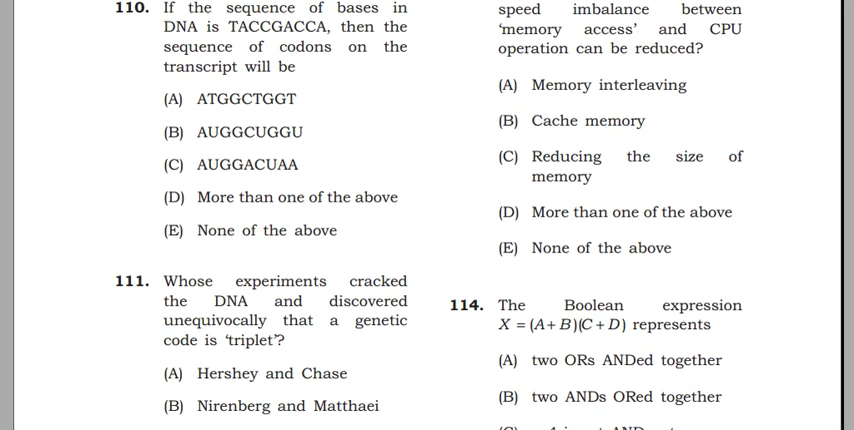 110. If the sequence of bases in
DNA is TACCGACCA, then the
sequence of codons on the
transcript will be
(A) ATGGCTGGT
(B) AUGGCUGGU
(C) AUGGACUAA
(D) More than one of the above
(E) None of the above
111. Whose experiments cracked
the DNA and discovered
unequivocally that a genetic
code is ‘triplet’?
(A) Hershey and Chase
(B) Nirenberg and Matthaei
speed imbalance between
‘memory access’ and CPU
operation can be reduced?
(A) Memory interleaving
(B) Cache memory
(C) Reducing the size of
memory
(D) More than one of the above
(E) None of the above
114. The Boolean expression
X = (A + B)(C + D) represents
(A) two ORs ANDed together
(B) two ANDs ORed together